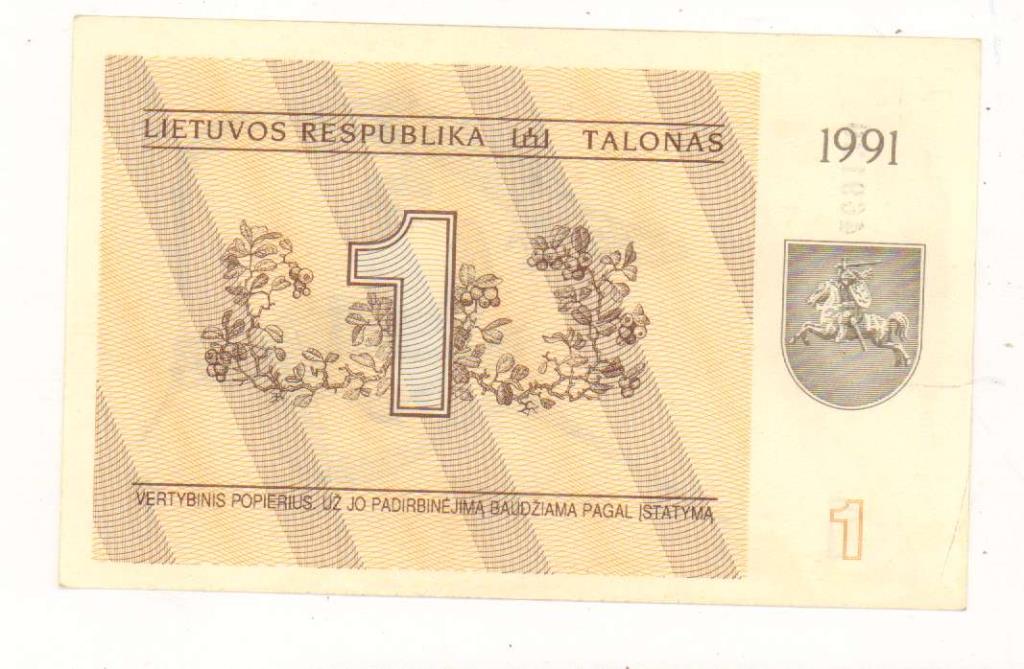 LIETUVOS RESPUBLIKA TALONAS
1991
1
VERTYBINIS POPIERIUS. UŽ JO PADIRBINĖJIMĄ BAUDŽIAMA PAGAL ĮSTATYMĄ
1